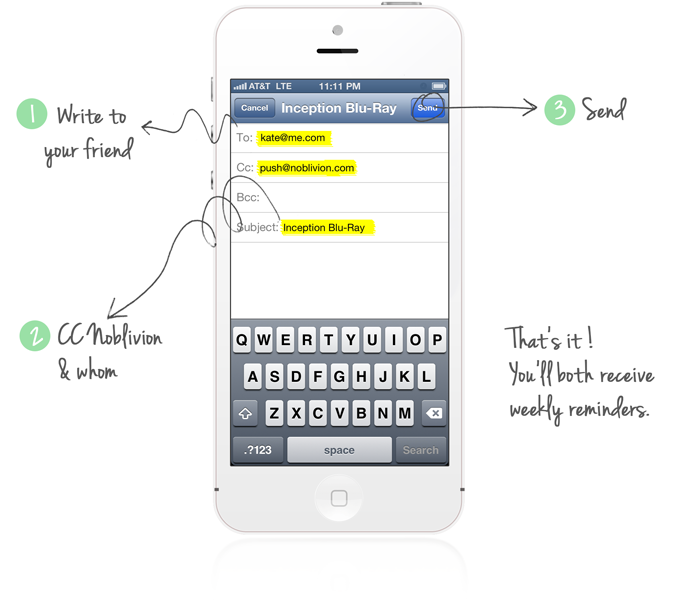 AT&T LTE 11:11 PM
Cancel Inception Blu-Ray Send
To: kate@me.com
Cc: push@noblivion.com
Bcc:
Subject: Inception Blu-Ray
Q W E R T Y U I O P
A S D F G H J K L
Z X C V B N M
.?123 space Search
1 Write to
your friend
2 CC Noblivion
& whom
3 Send
That's it!
You'll both receive
weekly reminders.